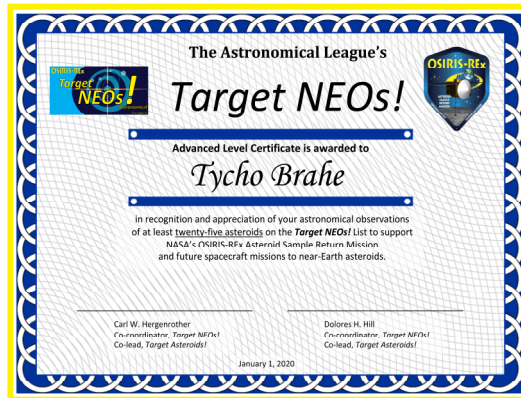 The Astronomical League's
OSIRIS-REx
Target
NEOs!
OSIRIS-REx
Target NEOs!
Advanced Level Certificate is awarded to
Tycho Brahe
in recognition and appreciation of your astronomical observations
of at least twenty-five asteroids on the Target NEOs! List to support
NASA's OSIRIS-REx Asteroid Sample Return Mission
and future spacecraft missions to near-Earth asteroids.
Carl W. Hergenrother
Co-coordinator, Target NEOs!
Co-lead, Target Asteroids!
Dolores H. Hill
Co-coordinator, Target NEOs!
Co-lead, Target Asteroids!
January 1, 2020